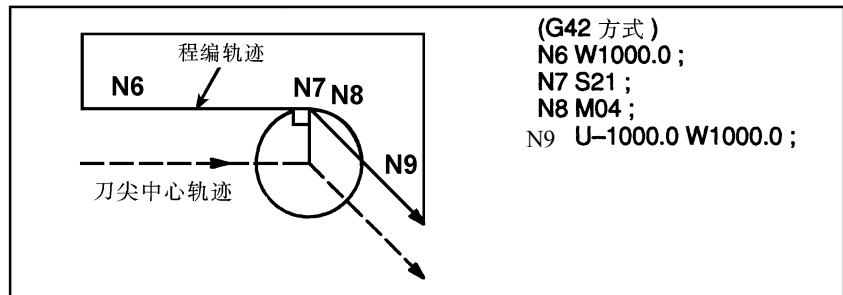 程编轨迹
N6
N7
N8
N9
刀尖中心轨迹
(G42 方式)
N6 W1000.0 ;
N7 S21 ;
N8 M04 ;
N9 U–1000.0 W1000.0 ;